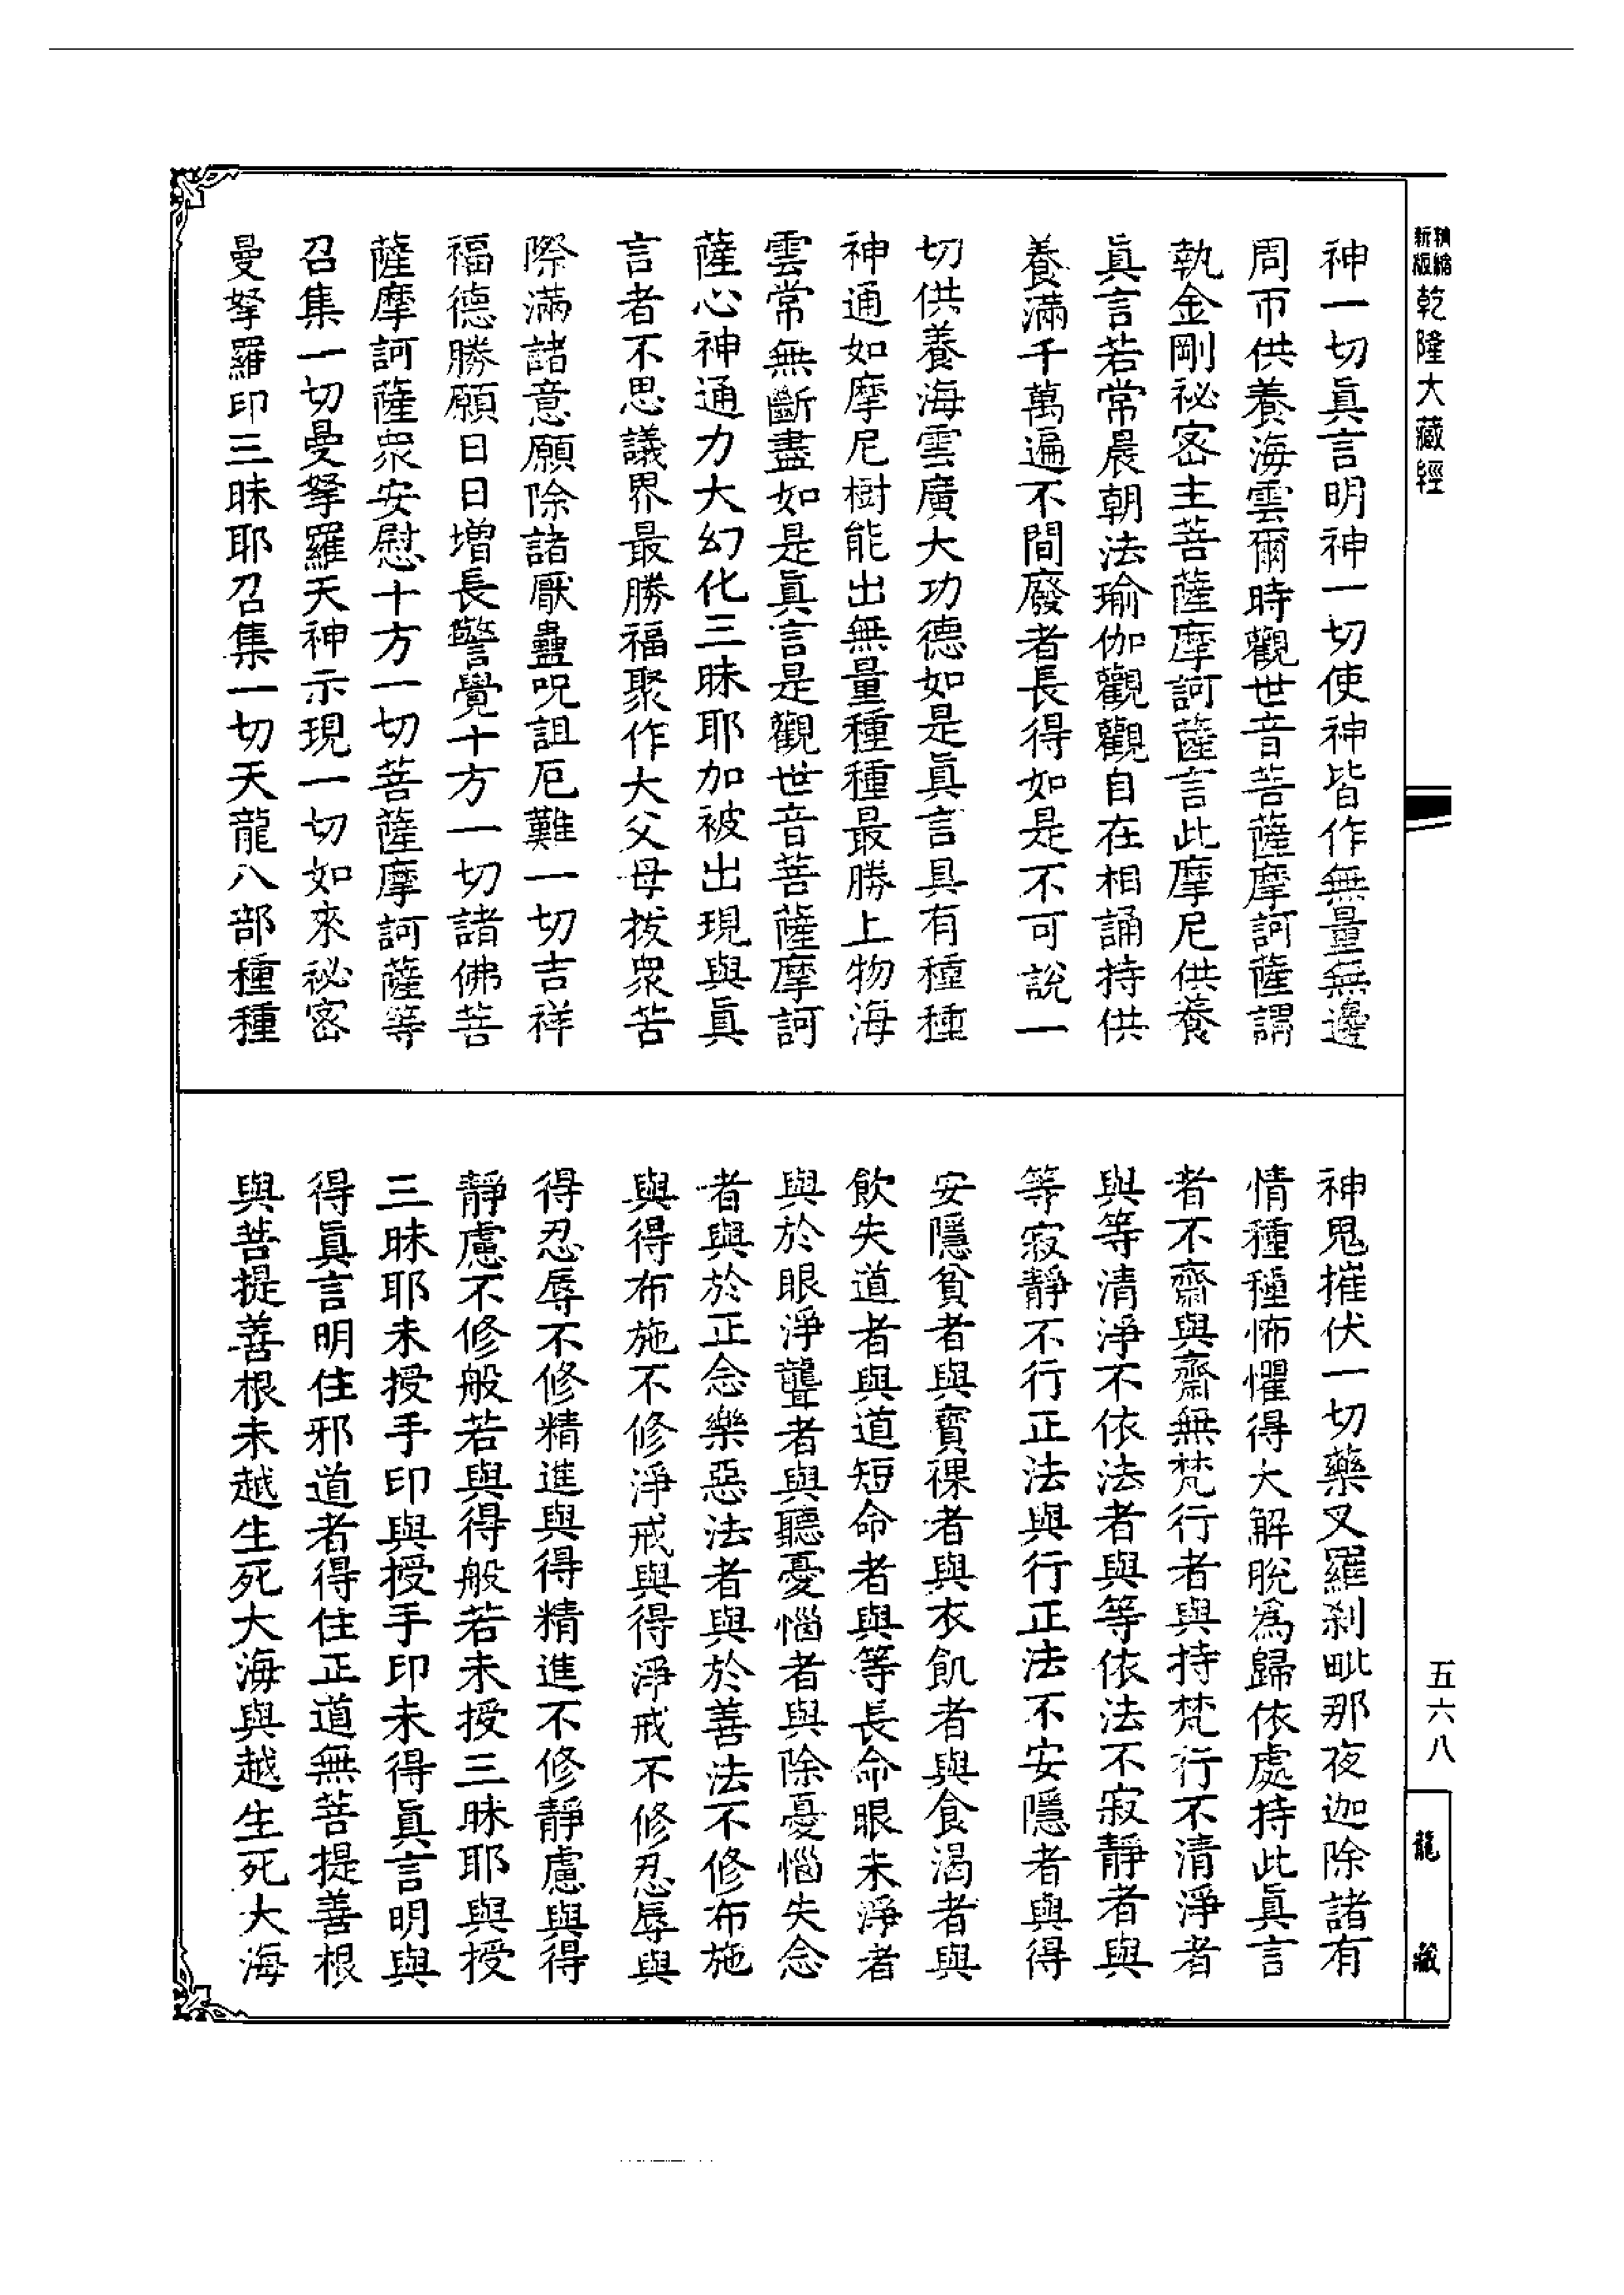 新版精縮乾隆大藏經
神一切眞言明神一切使神皆作無量無邊
周帀供養海雲爾時觀世音菩薩摩訶薩謂
執金剛祕密主菩薩摩訶薩言此摩尼供養
眞言若常晨朝法瑜伽觀觀自在相誦持供
養滿千萬遍不間廢者長得如是不可說一
切供養海雲廣大功德如是眞言具有種種
神通如摩尼樹能出無量種種最勝上物海
雲常無斷盡如是眞言是觀世音菩薩摩訶
薩心神通力大幻化三昧耶加被出現與眞
言者不思議界最勝福聚作大父母拔衆苦
際滿諸意願除諸厭蠱呪詛厄難一切吉祥
福德勝願日日增長警覺十方一切諸佛菩
薩摩訶薩衆安慰十方一切菩薩摩訶薩等
召集一切曼拏羅天神示現一切如來祕密
曼拏羅印三昧耶召集一切天龍八部種種
神鬼摧伏一切藥叉羅剎毗那夜迦除諸有
情種種怖懼得大解脫爲歸依處持此眞言
者不齋與齋無梵行者與持梵行不清淨者
與等清淨不依法者與等依法不寂靜者與
等寂靜不行正法與行正法不安隱者與得
安隱貧者與寶裸者與衣飢者與食渴者與
飲失道者與道短命者與等長命眼未淨者
與於眼淨聾者與聽憂惱者與除憂惱失念
者與於正念樂惡法者與於善法不修布施
與得布施不修淨戒與得淨戒不修忍辱與
得忍辱不修精進與得精進不修靜慮與得
靜慮不修般若與得般若未授三昧耶與授
三昧耶未授手印與授手印未得眞言明與
得眞言明住邪道者得住正道無菩提善根
與菩提善根未越生死大海與越生死大海
五六八
龍藏